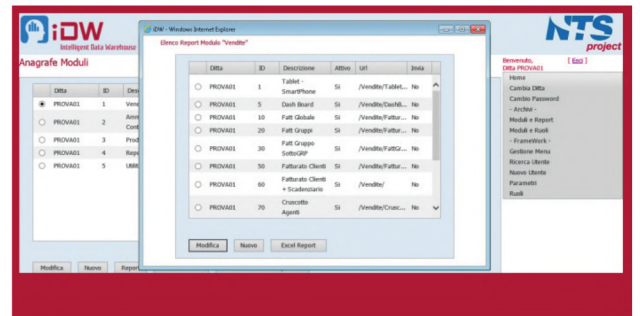 iDW
Intelligent Data Warehouse
Anagrafe Moduli
Ditta ID
PROVA01 1
PROVA01 2
PROVA01 3
PROVA01 4
PROVA01 5
Modifica Nuovo Report
iDW - Windows Internet Explorer
Elenco Report Modulo "Vendite"
Ditta ID Descrizione Attivo Url Invia
PROVA01 1 Tablet - SmartPhone Si /Vendite/Tablet... No
PROVA01 5 Dash Board Si /Vendite/DashB... No
PROVA01 10 Fatt Globale Si /Vendite/Fattur... No
PROVA01 20 Fatt Gruppi Si /Vendite/Fattur... No
PROVA01 30 Fatt Gruppo SottoGRP Si /Vendite/FattGr... No
PROVA01 50 Fatturato Clienti Si /Vendite/Fattur... No
PROVA01 60 Fatturato Clienti + Scadenziario Si /Vendite/ No
PROVA01 70 Cruscotto Agenti Si /Vendite/Crusc... No
Modifica Nuovo Excel Report
NTS
project
Benvenuto, [ Esci ]
Ditta PROVA01
Home
Cambia Ditta
Cambio Password
- Archivi -
Moduli e Report
Moduli e Ruoli
- FrameWork -
Gestione Menu
Ricerca Utente
Nuovo Utente
Parametri
Ruoli